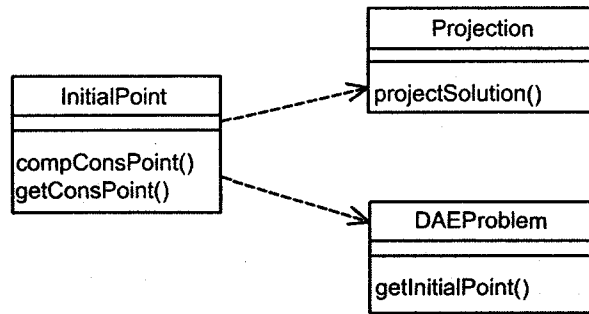 Projection
projectSolution()
InitialPoint
compConsPoint()
getConsPoint()
DAEProblem
getInitialPoint()